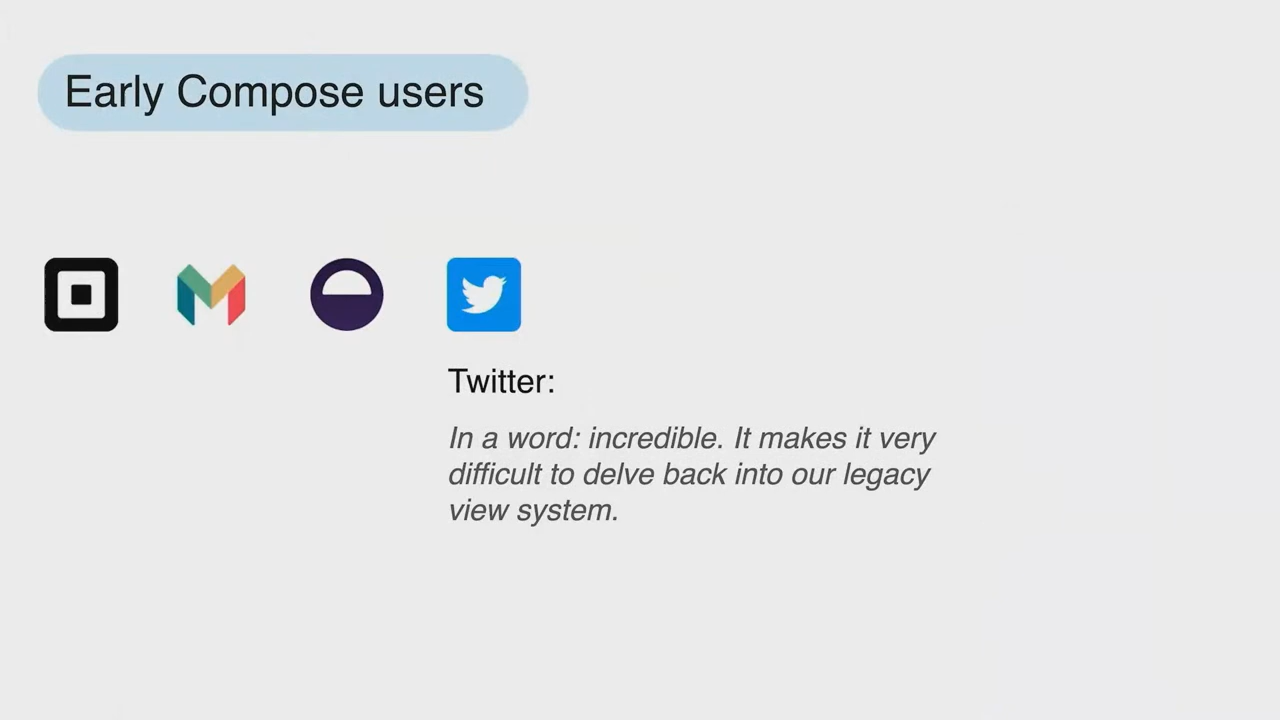 Early Compose users
Twitter:
In a word: incredible. It makes it very
difficult to delve back into our legacy
view system.